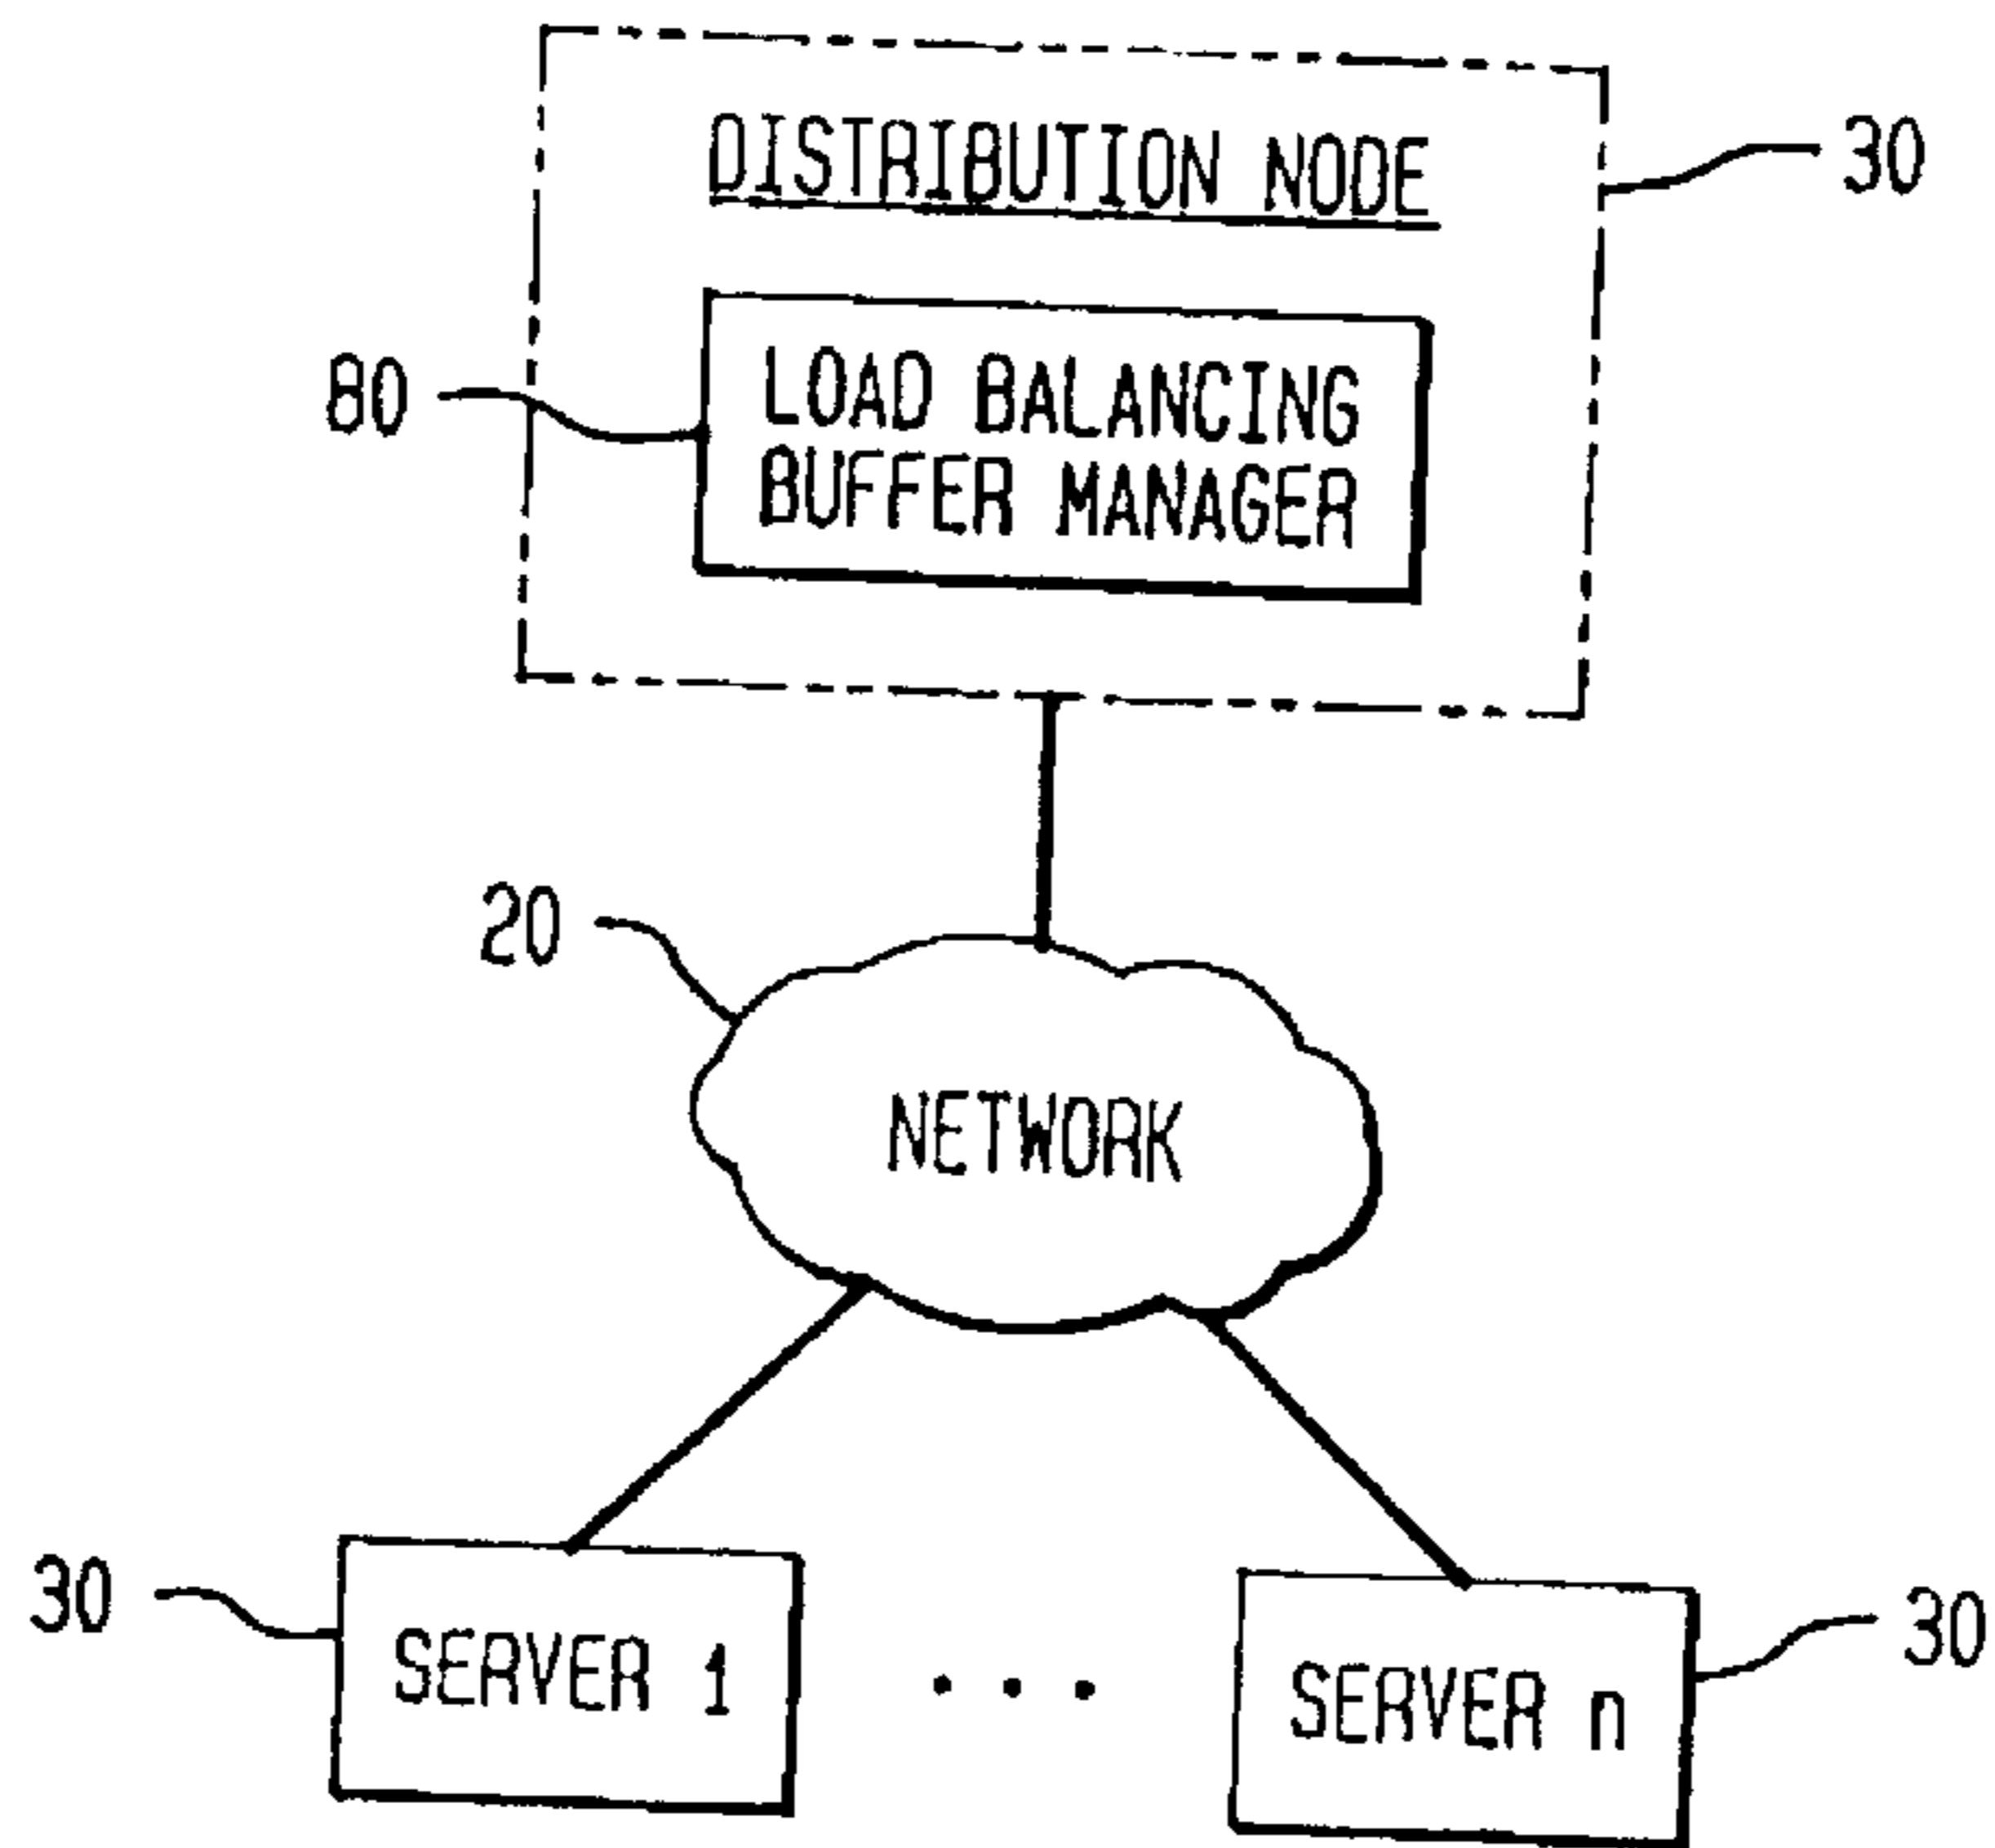 DISTRIBUTION NODE
30
80
LOAD BALANCING
BUFFER MANAGER
20
NETWORK
30
SERVER 1
. . .
SERVER n
30